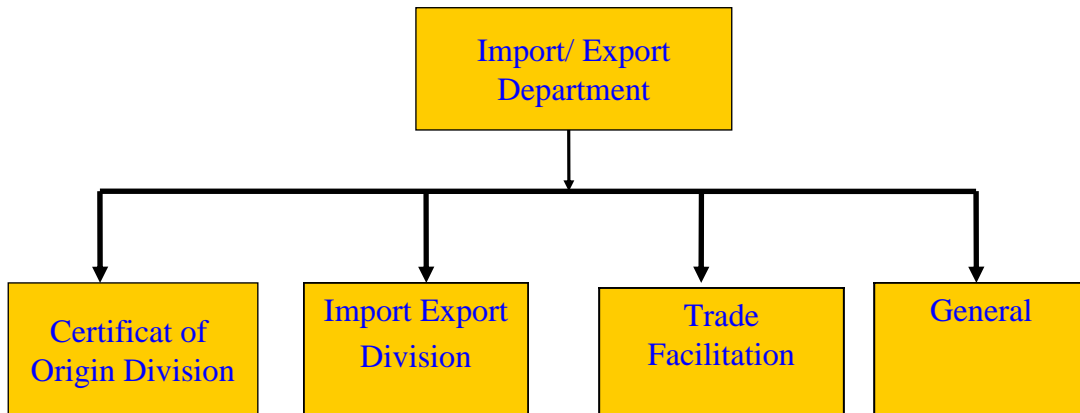 Import/ Export
Department
Certificat of
Origin Division
Import Export
Division
Trade
Facilitation
General